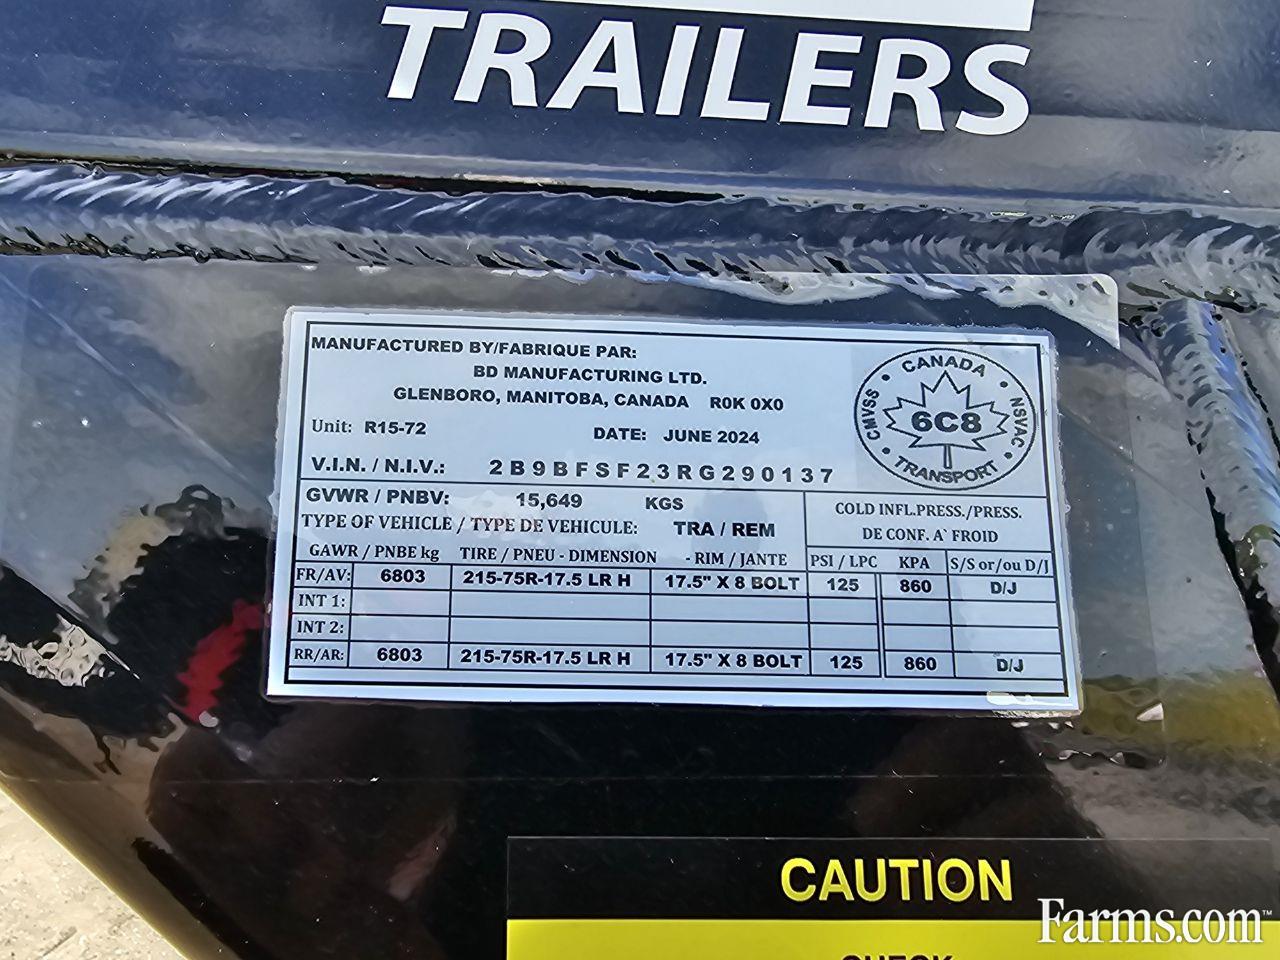 TRAILERS
MANUFACTURED BY/FABRIQUE PAR:
BD MANUFACTURING LTD.
GLENBORO, MANITOBA, CANADA R0K 0X0
Unit: R15-72 DATE: JUNE 2024
CANADA
CMVSS 6C8 NSVAC
TRANSPORT
V.I.N. / N.I.V.: 2B9BFSF23RG290137
GVWR / PNBV: 15,649 KGS
TYPE OF VEHICLE / TYPE DE VEHICULE: TRA / REM
COLD INFL.PRESS./PRESS.
DE CONF. A` FROID
GAWR / PNBE kg TIRE / PNEU - DIMENSION - RIM / JANTE PSI / LPC KPA S/S or/ou D/J
FR/AV: 6803 215-75R-17.5 LR H 17.5" X 8 BOLT 125 860 D/J
INT 1:
INT 2:
RR/AR: 6803 215-75R-17.5 LR H 17.5" X 8 BOLT 125 860 D/J
CAUTION
CHECK
Farms.com™